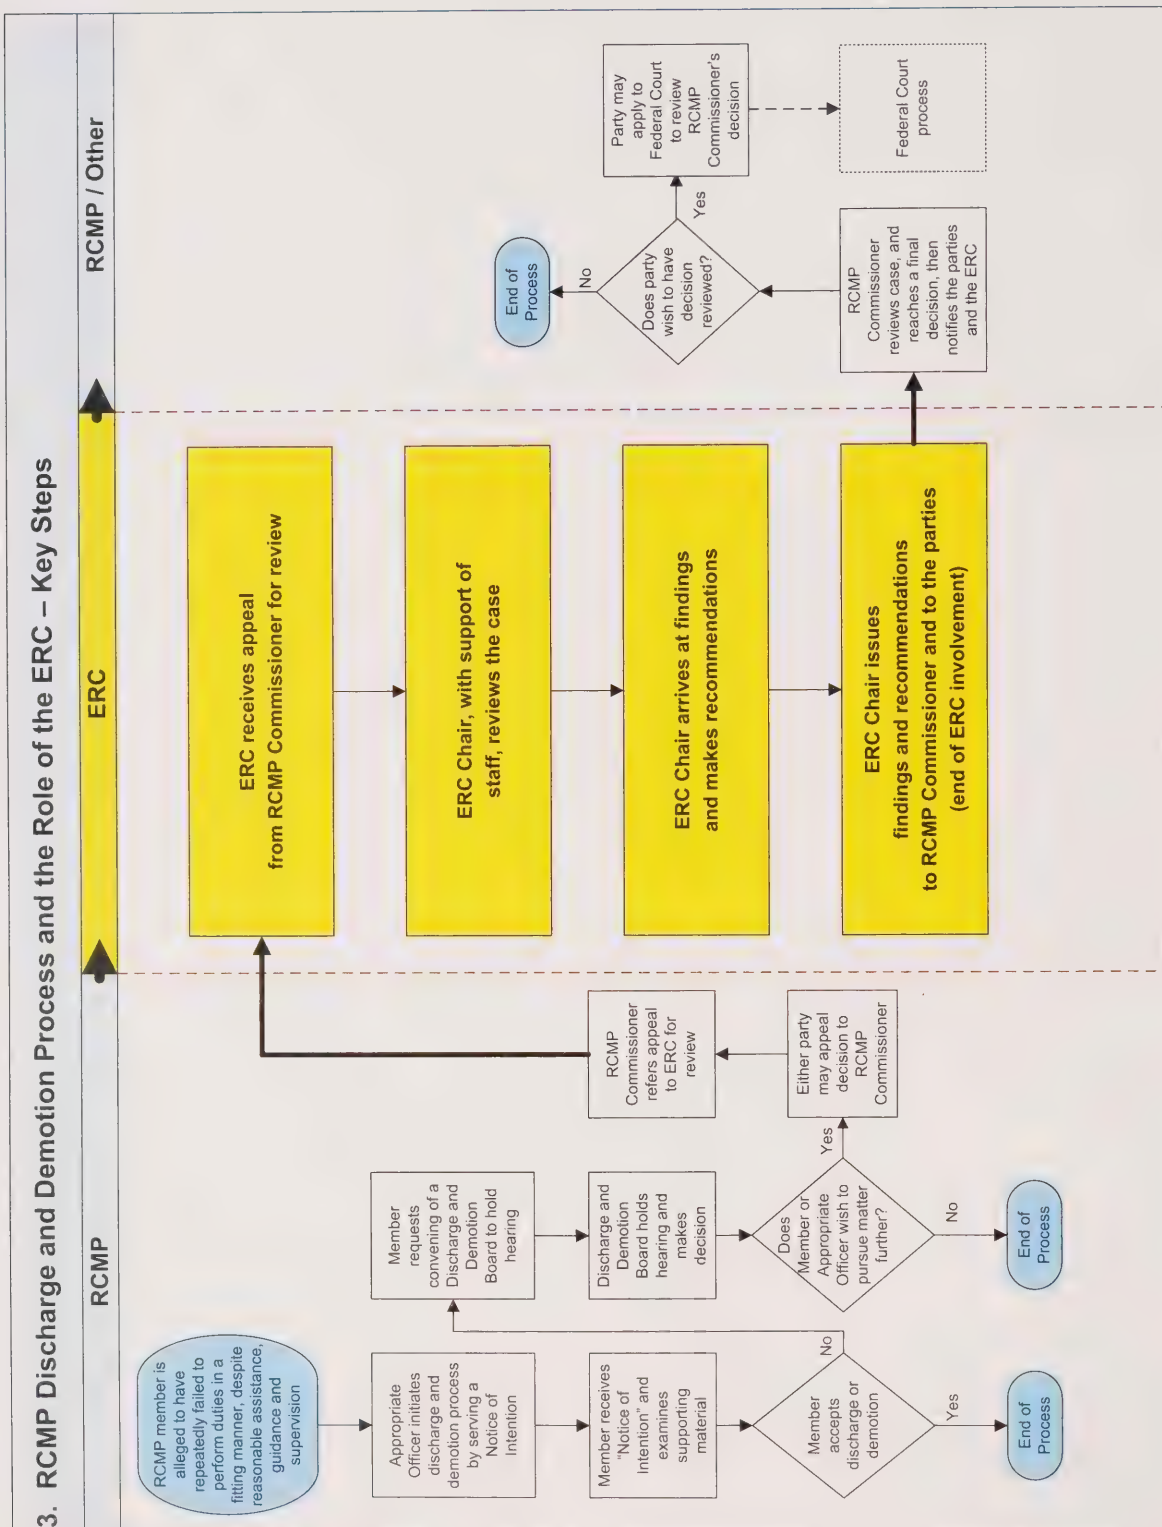 3. RCMP Discharge and Demotion Process and the Role of the ERC – Key Steps
RCMP
ERC
RCMP / Other
RCMP member is
alleged to have
repeatedly failed to
perform duties in a
fitting manner, despite
reasonable assistance,
guidance and
supervision
Appropriate
Officer initiates
discharge and
demotion process
by serving a
Notice of
Intention
Member receives
"Notice of
Intention" and
examines
supporting
material
Member
accepts
discharge or
demotion
No
Yes
End of
Process
Member
requests
convening of a
Discharge and
Demotion
Board to hold
hearing
Discharge and
Demotion
Board holds
hearing and
makes
decision
Does
Member or
Appropriate
Officer wish to
pursue matter
further?
Yes
No
End of
Process
Either party
may appeal
decision to
RCMP
Commissioner
RCMP
Commissioner
refers appeal
to ERC for
review
ERC receives appeal
from RCMP Commissioner for review
ERC Chair, with support of
staff, reviews the case
ERC Chair arrives at findings
and makes recommendations
ERC Chair issues
findings and recommendations
to RCMP Commissioner and to the parties
(end of ERC involvement)
RCMP
Commissioner
reviews case, and
reaches a final
decision, then
notifies the parties
and the ERC
Does party
wish to have
decision
reviewed?
No
End of
Process
Yes
Party may
apply to
Federal Court
to review
RCMP
Commissioner's
decision
Federal Court
process